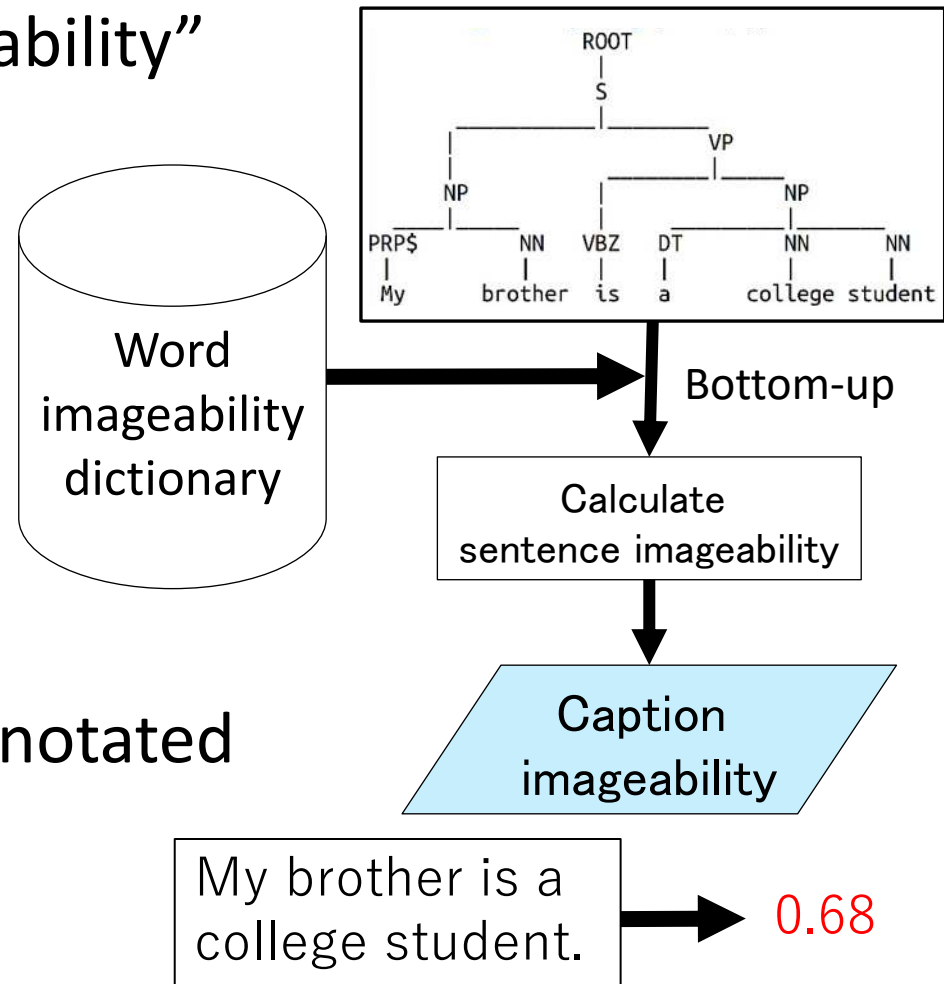 ability”
ROOT
S
VP
NP NP
PRP$ NN VBZ DT NN NN
My brother is a college student
Word
imageability
dictionary
Bottom-up
Calculate
sentence imageability
Caption
imageability
notated
My brother is a
college student.
0.68